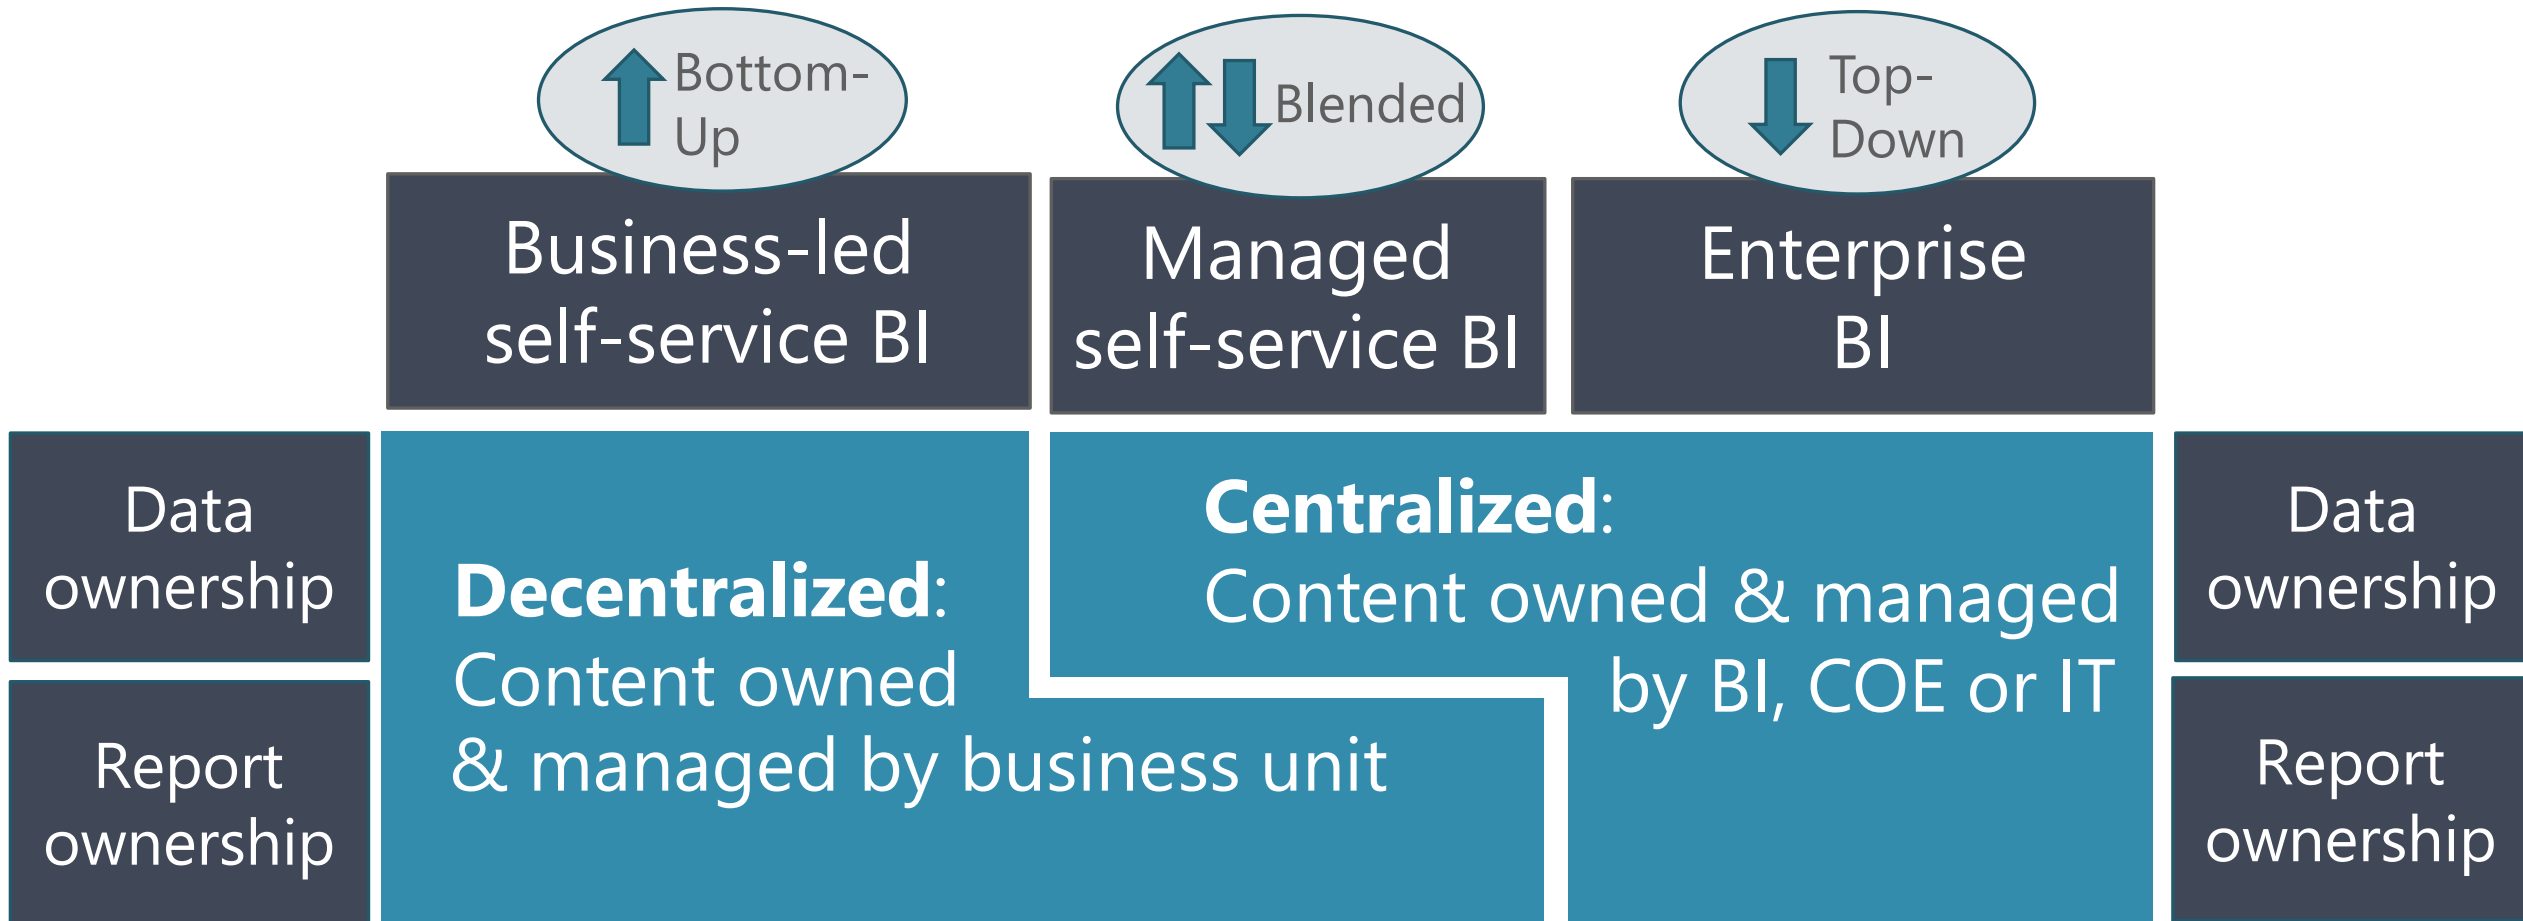 Bottom-
Up
Blended
Top-
Down
Business-led
self-service BI
Managed
self-service BI
Enterprise
BI
Data
ownership
Report
ownership
Decentralized:
Content owned
& managed by business unit
Centralized:
Content owned & managed
by BI, COE or IT
Data
ownership
Report
ownership